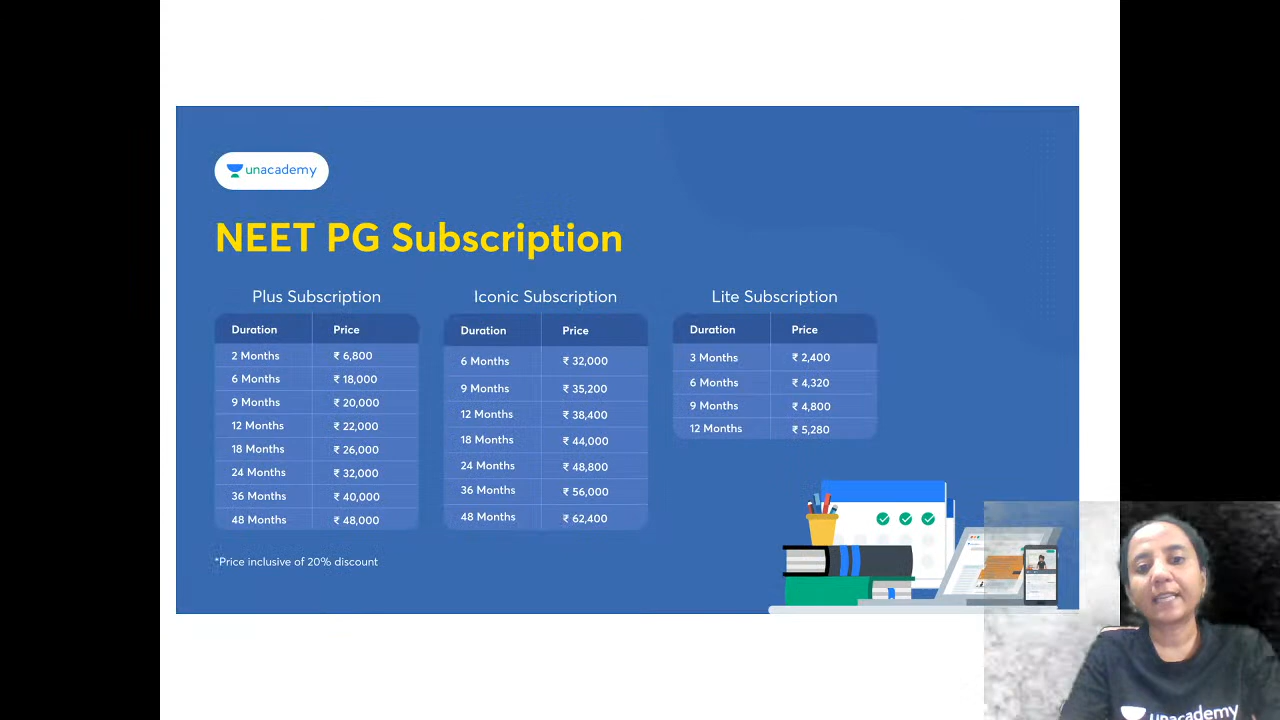 unacademy
NEET PG Subscription
Plus Subscription
Duration Price
2 Months ₹ 6,800
6 Months ₹ 18,000
9 Months ₹ 20,000
12 Months ₹ 22,000
18 Months ₹ 26,000
24 Months ₹ 32,000
36 Months ₹ 40,000
48 Months ₹ 48,000
Iconic Subscription
Duration Price
6 Months ₹ 32,000
9 Months ₹ 35,200
12 Months ₹ 38,400
18 Months ₹ 44,000
24 Months ₹ 48,800
36 Months ₹ 56,000
48 Months ₹ 62,400
Lite Subscription
Duration Price
3 Months ₹ 2,400
6 Months ₹ 4,320
9 Months ₹ 4,800
12 Months ₹ 5,280
*Price inclusive of 20% discount
unacademy